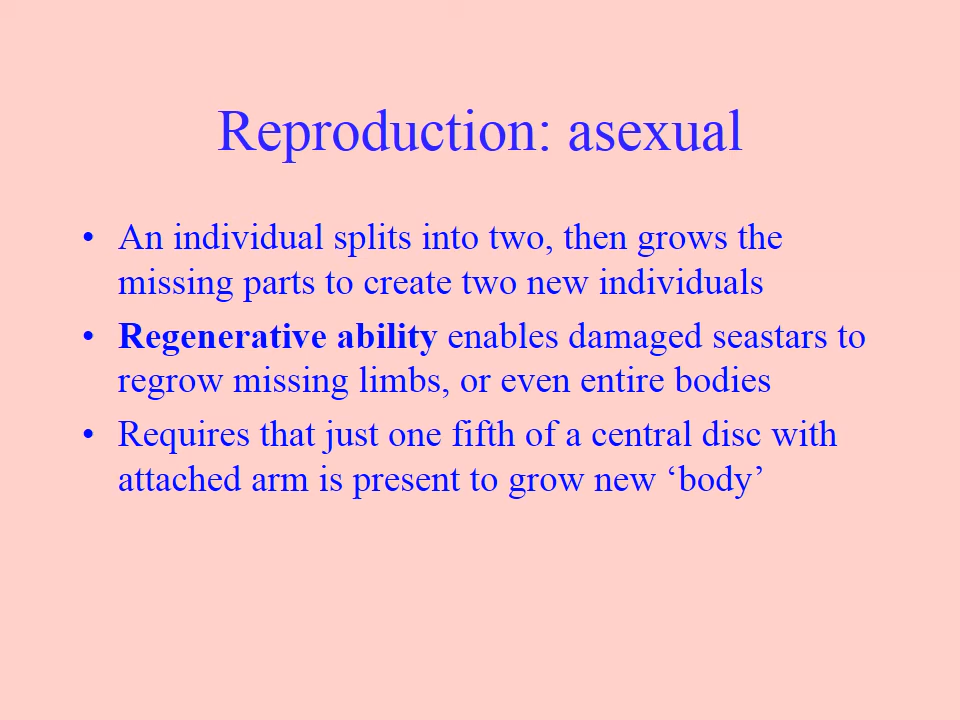 Reproduction: asexual
• An individual splits into two, then grows the
missing parts to create two new individuals
• Regenerative ability enables damaged seastars to
regrow missing limbs, or even entire bodies
• Requires that just one fifth of a central disc with
attached arm is present to grow new ‘body’